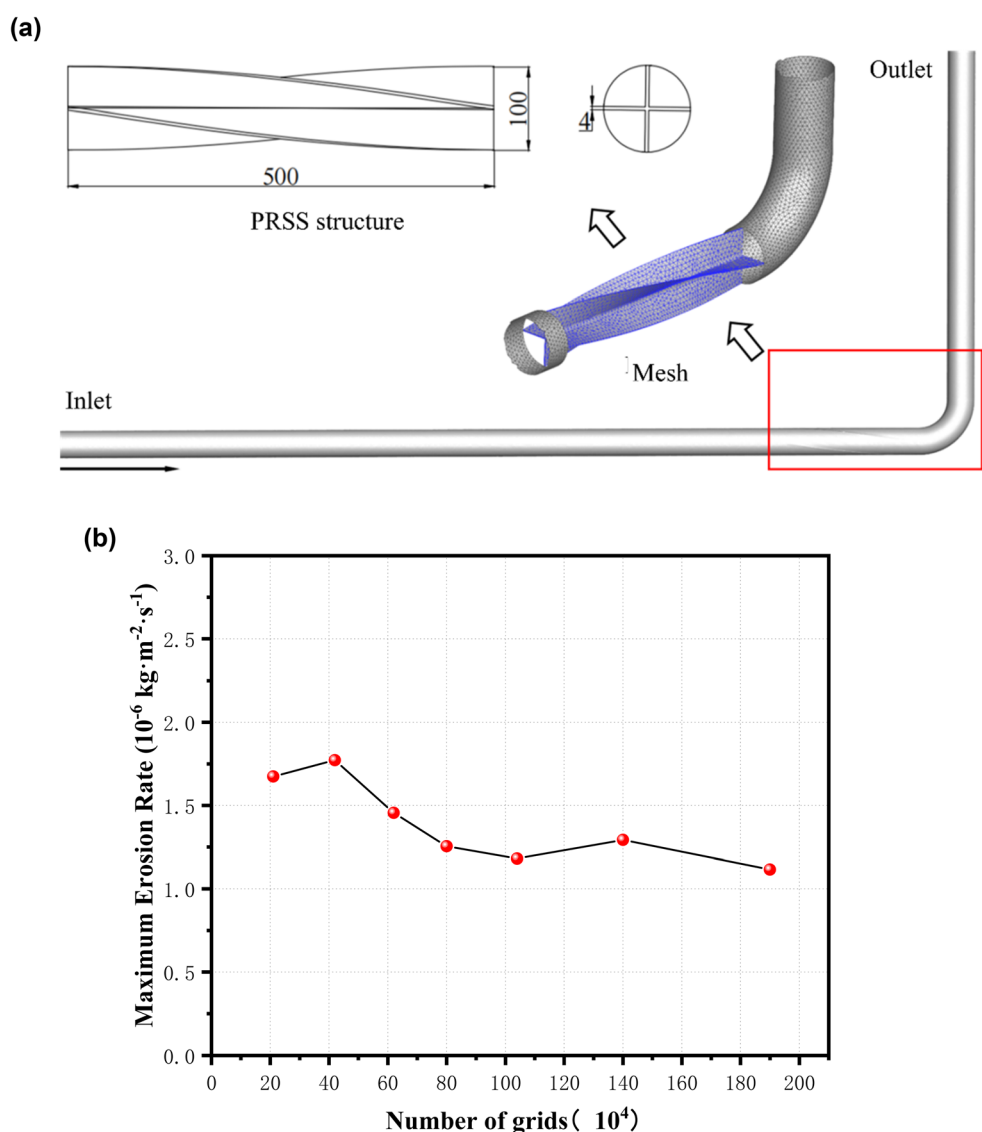 (a)
100
4
500
PRSS structure
Outlet
Mesh
Inlet
(b)
Maximum Erosion Rate (10⁻⁶ kg·m⁻²·s⁻¹)
3.0
2.5
2.0
1.5
1.0
0.5
0.0
0 20 40 60 80 100 120 140 160 180 200
Number of grids( 10⁴)